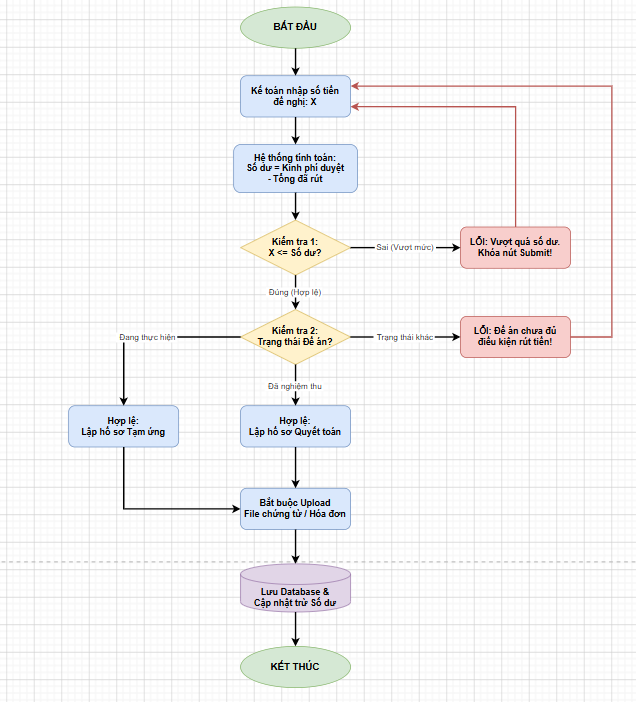 BẮT ĐẦU
Kế toán nhập số tiền
đề nghị: X
Hệ thống tính toán:
Số dư = Kinh phí duyệt
- Tổng đã rút
Kiểm tra 1:
X <= Số dư?
Sai (Vượt mức)
LỖI: Vượt quá số dư.
Khóa nút Submit!
Đúng (Hợp lệ)
Kiểm tra 2:
Trạng thái Đề án?
Đang thực hiện
Trạng thái khác
LỖI: Đề án chưa đủ
điều kiện rút tiền!
Đã nghiệm thu
Hợp lệ:
Lập hồ sơ Tạm ứng
Hợp lệ:
Lập hồ sơ Quyết toán
Bắt buộc Upload
File chứng từ / Hóa đơn
Lưu Database &
Cập nhật trừ Số dư
KẾT THÚC